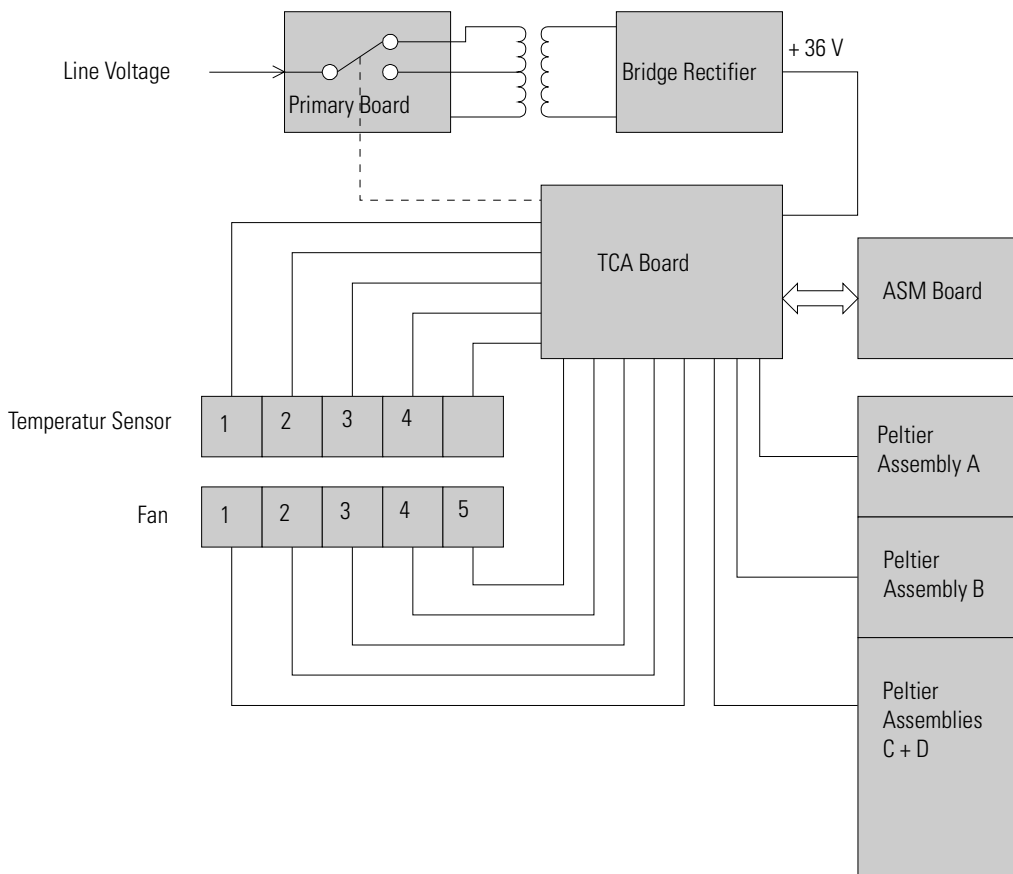 + 36 V
Line Voltage
Primary Board
Bridge Rectifier
TCA Board
ASM Board
Temperatur Sensor
1 2 3 4
Fan
1 2 3 4 5
Peltier
Assembly A
Peltier
Assembly B
Peltier
Assemblies
C + D